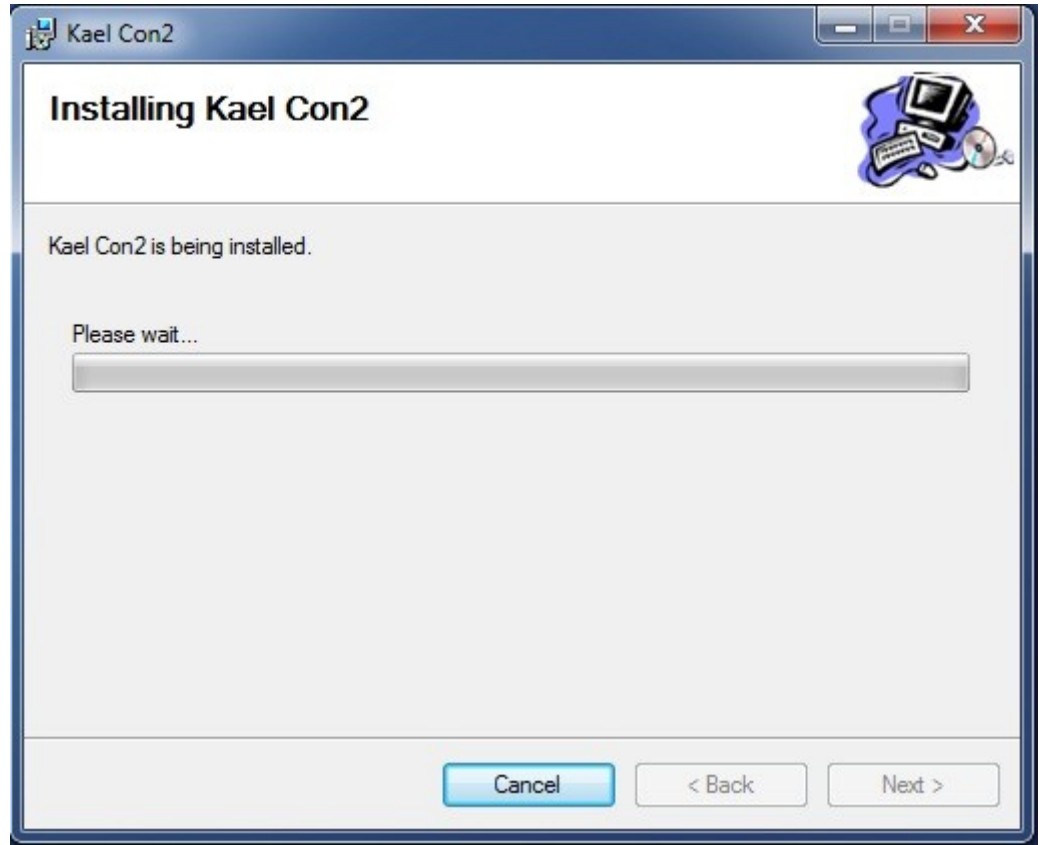 Kael Con2
Installing Kael Con2
Kael Con2 is being installed.
Please wait...
Cancel
< Back
Next >